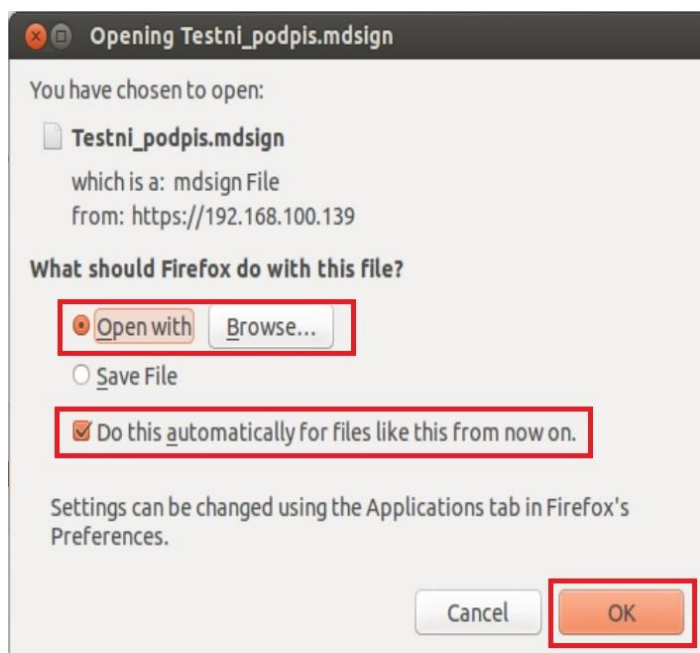 Opening Testni_podpis.mdsign
You have chosen to open:
Testni_podpis.mdsign
which is a: mdsign File
from: https://192.168.100.139
What should Firefox do with this file?
Open with Browse...
Save File
Do this automatically for files like this from now on.
Settings can be changed using the Applications tab in Firefox's
Preferences.
Cancel OK